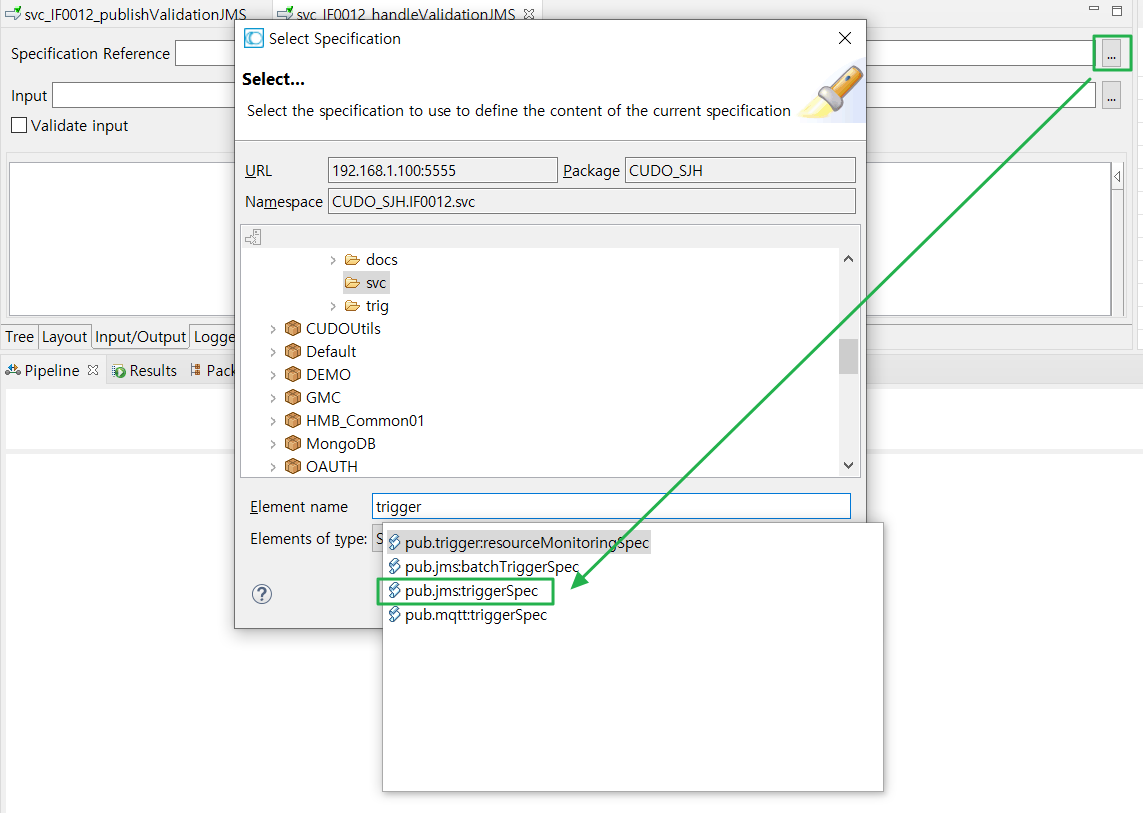 svc_IF0012_publishValidationJMS
svc_IF0012_handleValidationJMS
Select Specification
Specification Reference
...
Select...
Input
...
Select the specification to use to define the content of the current specification
Validate input
URL
192.168.1.100:5555
Package
CUDO_SJH
Namespace
CUDO_SJH.IF0012.svc
docs
svc
trig
CUDOUtils
Default
DEMO
GMC
HMB_Common01
MongoDB
OAUTH
Tree
Layout
Input/Output
Logge
Pipeline
Results
Pack
Element name
trigger
Elements of type:
S
pub.trigger:resourceMonitoringSpec
pub.jms:batchTriggerSpec
pub.jms:triggerSpec
pub.mqtt:triggerSpec
?